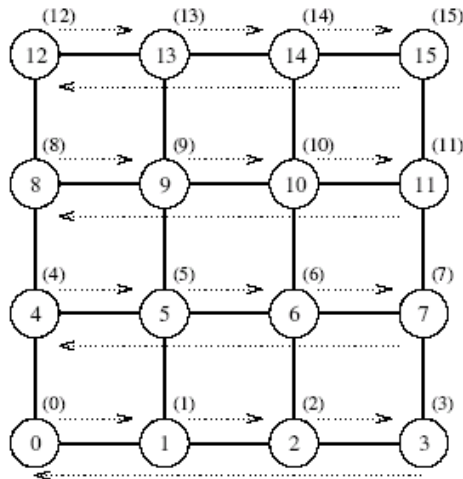 (12) (13) (14) (15)
12 13 14 15
(8) (9) (10) (11)
8 9 10 11
(4) (5) (6) (7)
4 5 6 7
(0) (1) (2) (3)
0 1 2 3